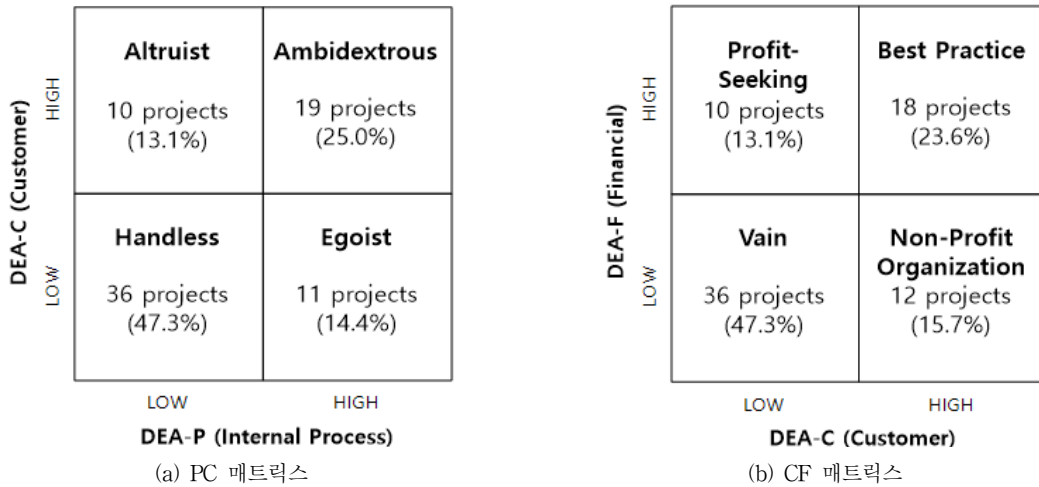 Altruist
10 projects
(13.1%)
Ambidextrous
19 projects
(25.0%)
Handless
36 projects
(47.3%)
Egoist
11 projects
(14.4%)
HIGH
LOW
DEA-C (Customer)
LOW
HIGH
DEA-P (Internal Process)
(a) PC 매트릭스
Profit-
Seeking
10 projects
(13.1%)
Best Practice
18 projects
(23.6%)
Vain
36 projects
(47.3%)
Non-Profit
Organization
12 projects
(15.7%)
HIGH
LOW
DEA-F (Financial)
LOW
HIGH
DEA-C (Customer)
(b) CF 매트릭스